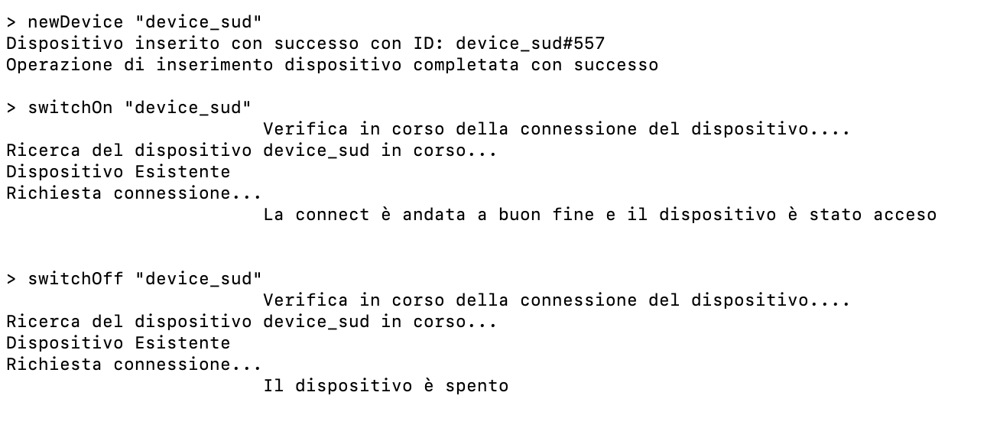 > newDevice "device_sud"
Dispositivo inserito con successo con ID: device_sud#557
Operazione di inserimento dispositivo completata con successo
> switchOn "device_sud"
Verifica in corso della connessione del dispositivo....
Ricerca del dispositivo device_sud in corso...
Dispositivo Esistente
Richiesta connessione...
La connect è andata a buon fine e il dispositivo è stato acceso
> switchOff "device_sud"
Verifica in corso della connessione del dispositivo....
Ricerca del dispositivo device_sud in corso...
Dispositivo Esistente
Richiesta connessione...
Il dispositivo è spento